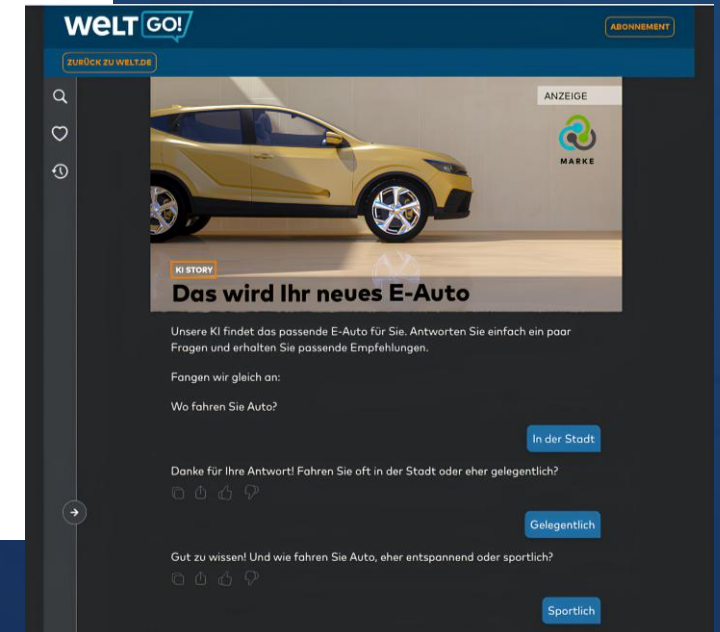 WELT GO!
ABONNEMENT
ZURÜCK ZU WELT.DE
ANZEIGE
MARKE
KI STORY
Das wird Ihr neues E-Auto
Unsere KI findet das passende E-Auto für Sie. Antworten Sie einfach ein paar
Fragen und erhalten Sie passende Empfehlungen.
Fangen wir gleich an:
Wo fahren Sie Auto?
In der Stadt
Danke für Ihre Antwort! Fahren Sie oft in der Stadt oder eher gelegentlich?
Gelegentlich
Gut zu wissen! Und wie fahren Sie Auto, eher entspannend oder sportlich?
Sportlich